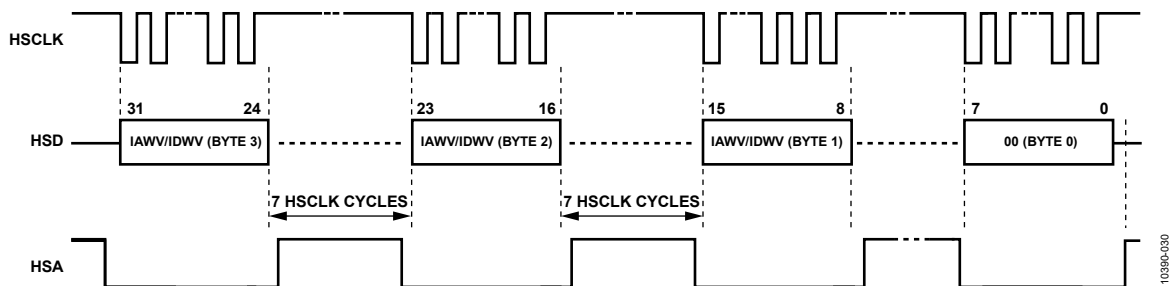 HSCLK
31 24 23 16 15 8 7 0
HSD IAWV/IDWV (BYTE 3) IAWV/IDWV (BYTE 2) IAWV/IDWV (BYTE 1) 00 (BYTE 0)
7 HSCLK CYCLES 7 HSCLK CYCLES
HSA
10390-030